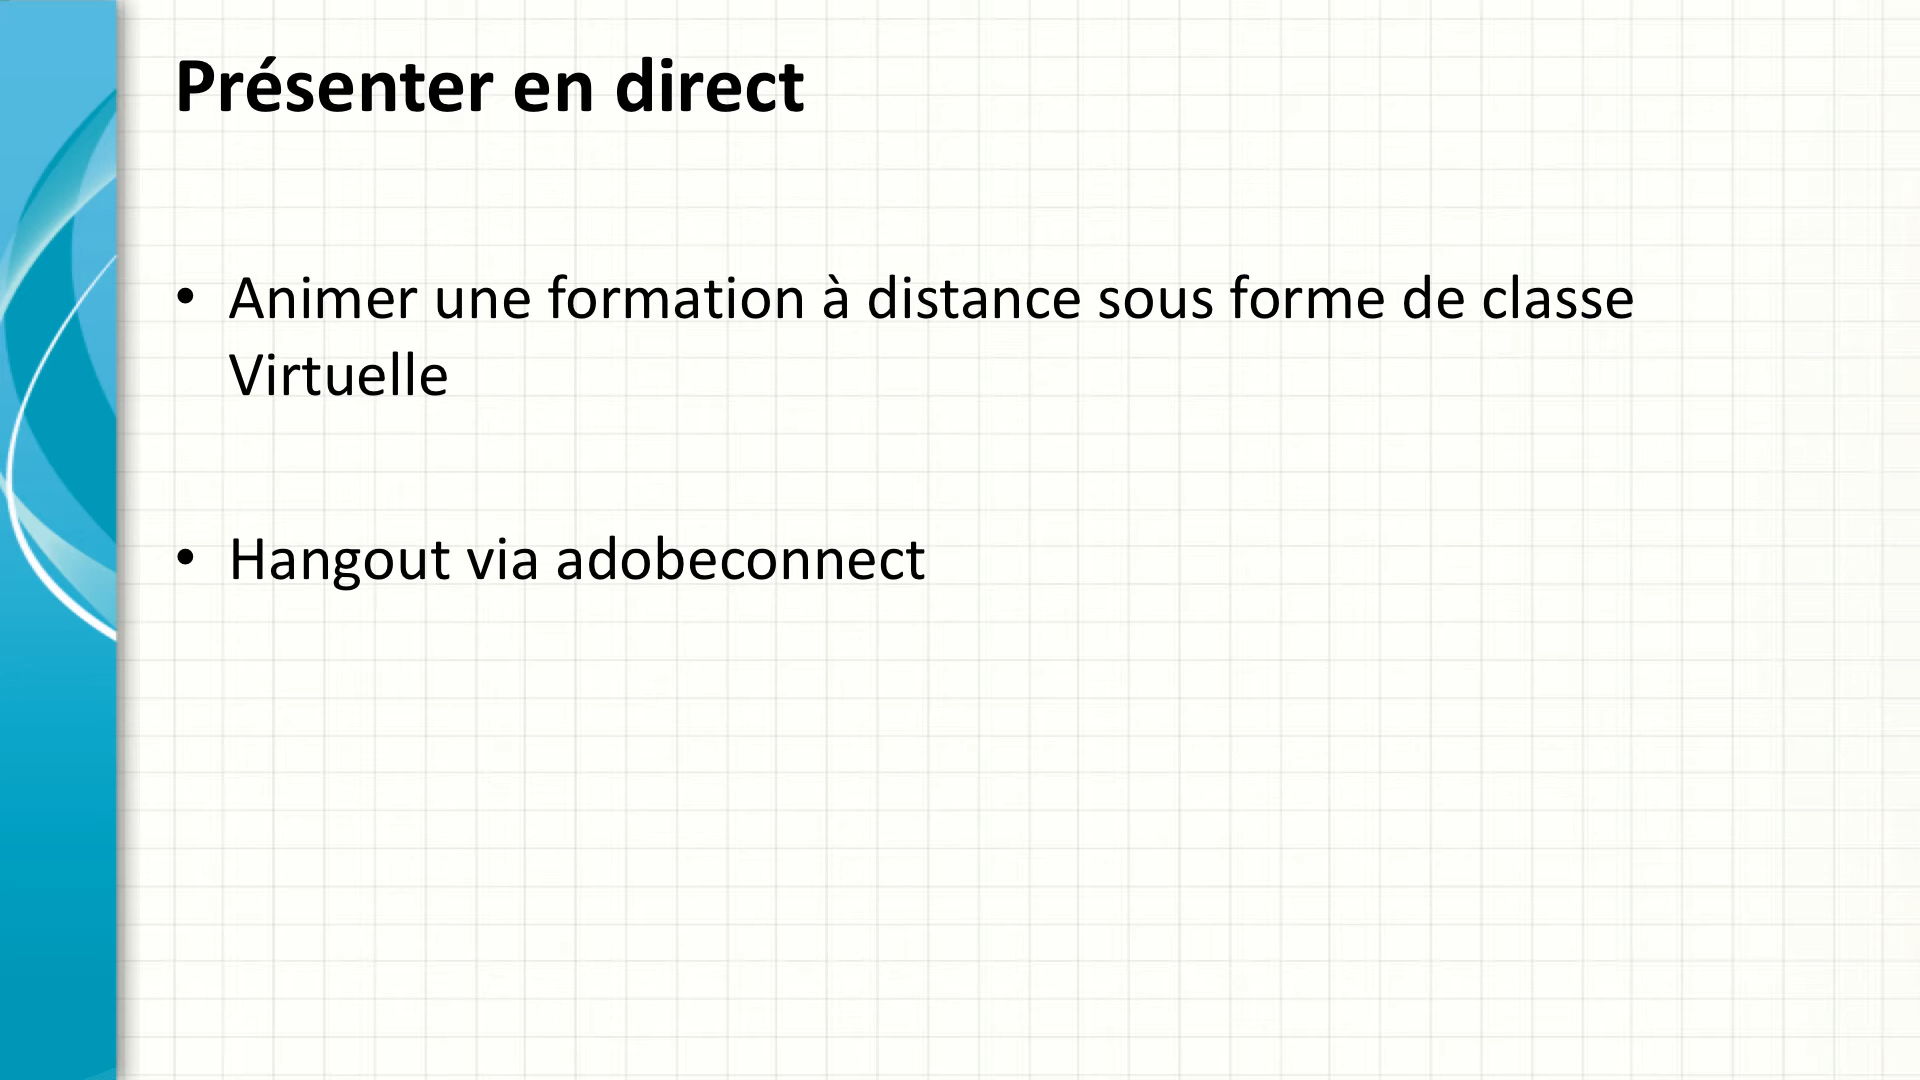 Présenter en direct
• Animer une formation à distance sous forme de classe
Virtuelle
• Hangout via adobeconnect